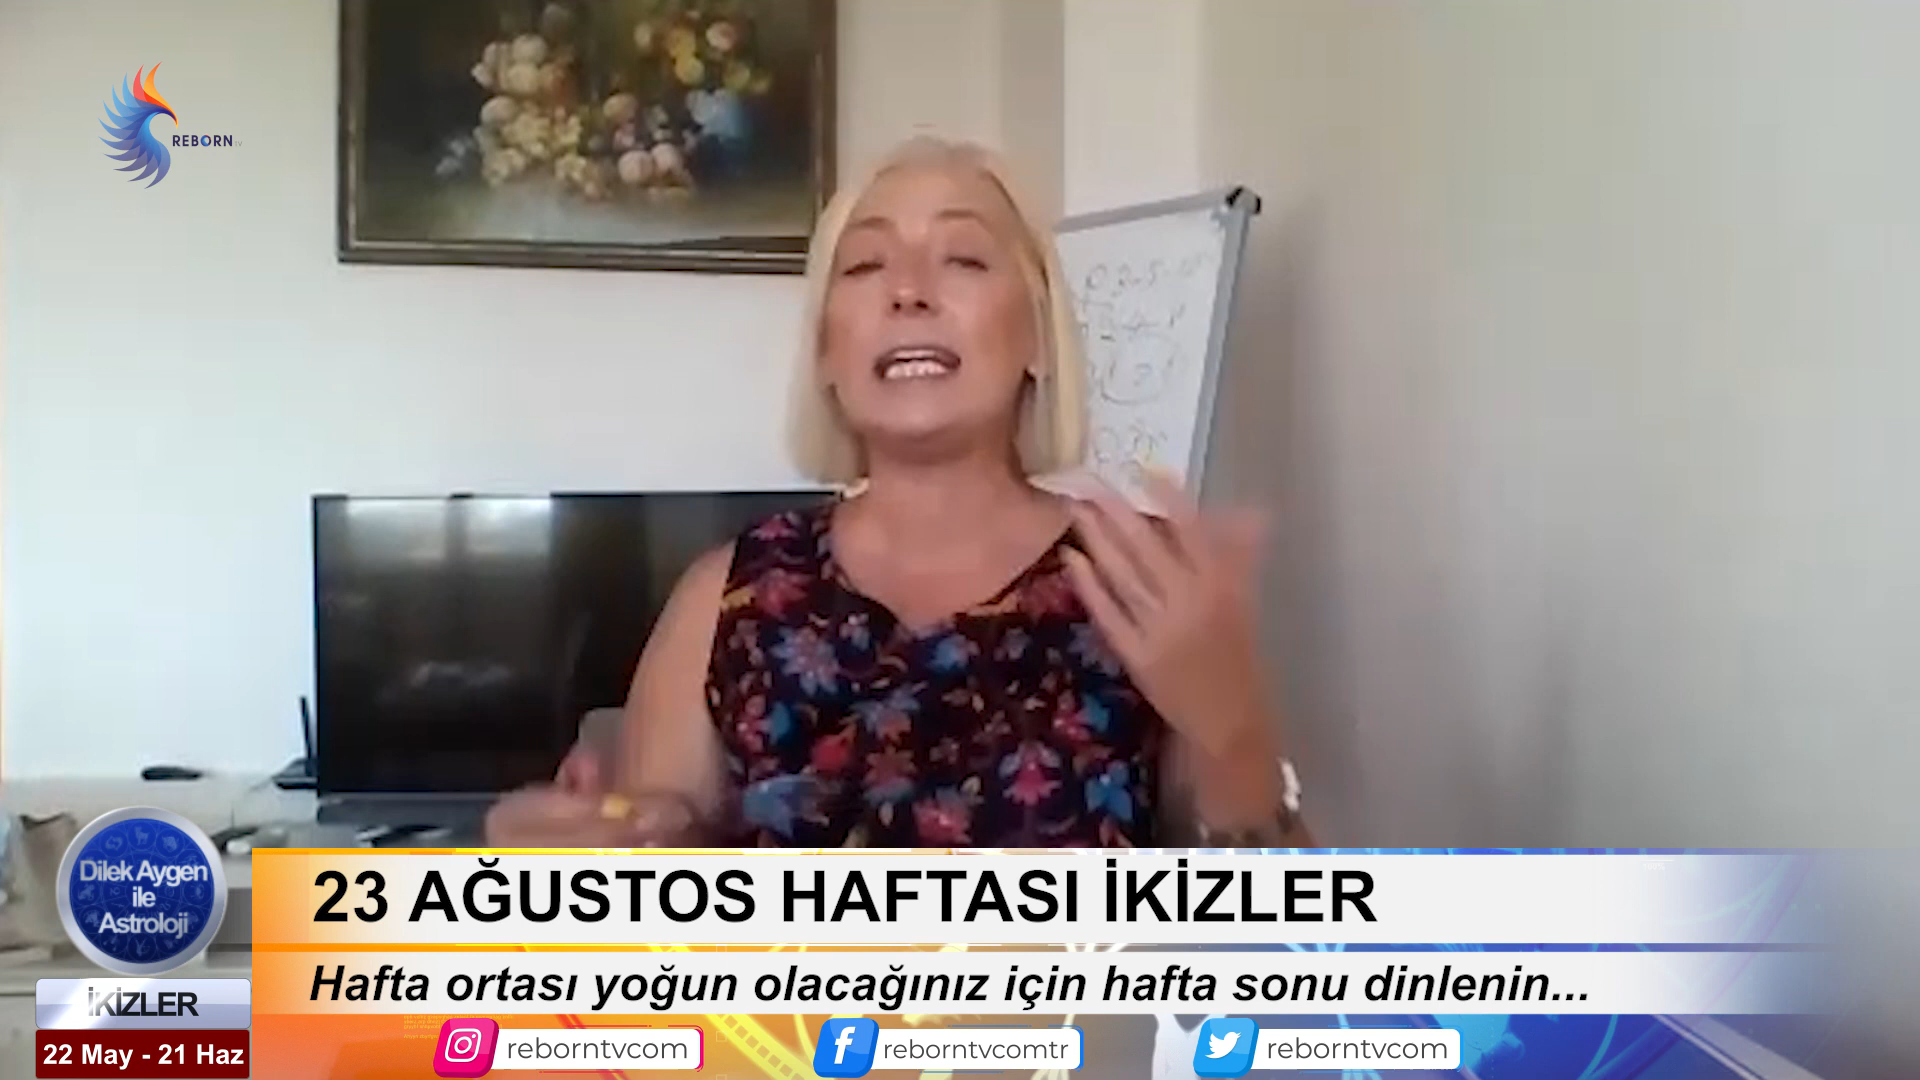 REBORN
23 AĞUSTOS HAFTASI İKİZLER
Hafta ortası yoğun olacağınız için hafta sonu dinlenin...
Dilek Aygen
ile
Astroloji
İKİZLER
22 May - 21 Haz
reborntvcom
reborntvcomtr
reborntvcom